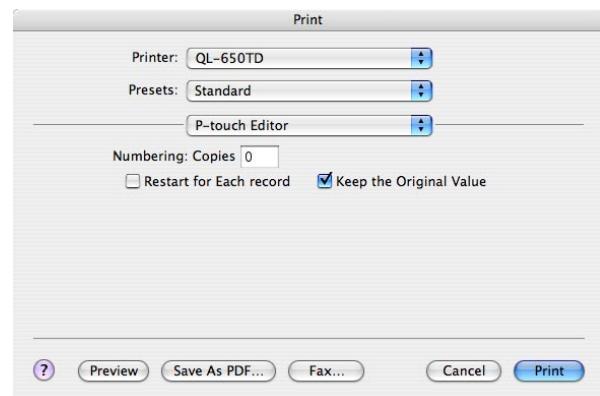 Print
Printer: QL-650TD
Presets: Standard
P-touch Editor
Numbering: Copies 0
Restart for Each record Keep the Original Value
? Preview Save As PDF... Fax... Cancel Print